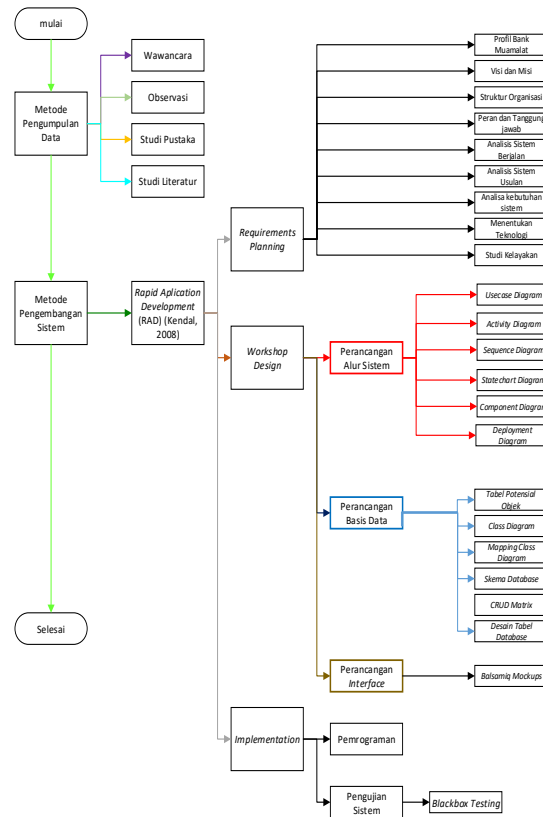 mulai
Metode
Pengumpulan
Data
Wawancara
Observasi
Studi Pustaka
Studi Literatur
Metode
Pengembangan
Sistem
Rapid Aplication
Development
(RAD) (Kendal,
2008)
Selesai
Requirements
Planning
Profil Bank
Muamalat
Visi dan Misi
Struktur Organisasi
Peran dan Tanggung
jawab
Analisis Sistem
Berjalan
Analisis Sistem
Usulan
Analisa kebutuhan
sistem
Menentukan
Teknologi
Studi Kelayakan
Workshop
Design
Perancangan
Alur Sistem
Usecase Diagram
Activity Diagram
Sequence Diagram
Statechart Diagram
Component Diagram
Deployment
Diagram
Perancangan
Basis Data
Tabel Potensial
Objek
Class Diagram
Mapping Class
Diagram
Skema Database
CRUD Matrix
Desain Tabel
Database
Perancangan
Interface
Balsamiq Mockups
Implementation
Pemrograman
Pengujian
Sistem
Blackbox Testing